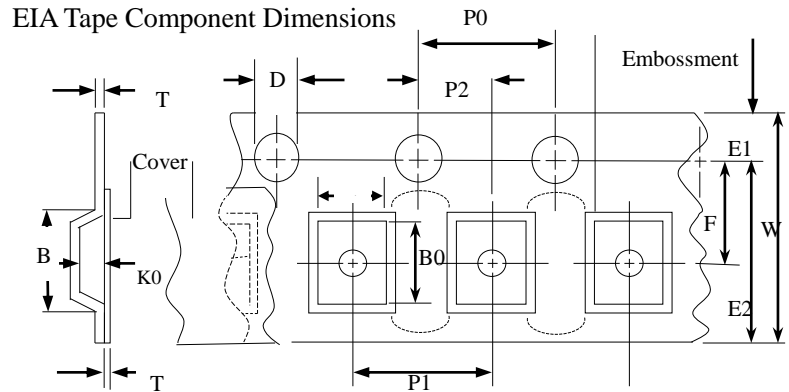 EIA Tape Component Dimensions
P0
Embossment
D
P2
T
E1
Cover
F
W
B
B0
K0
E2
P1
T